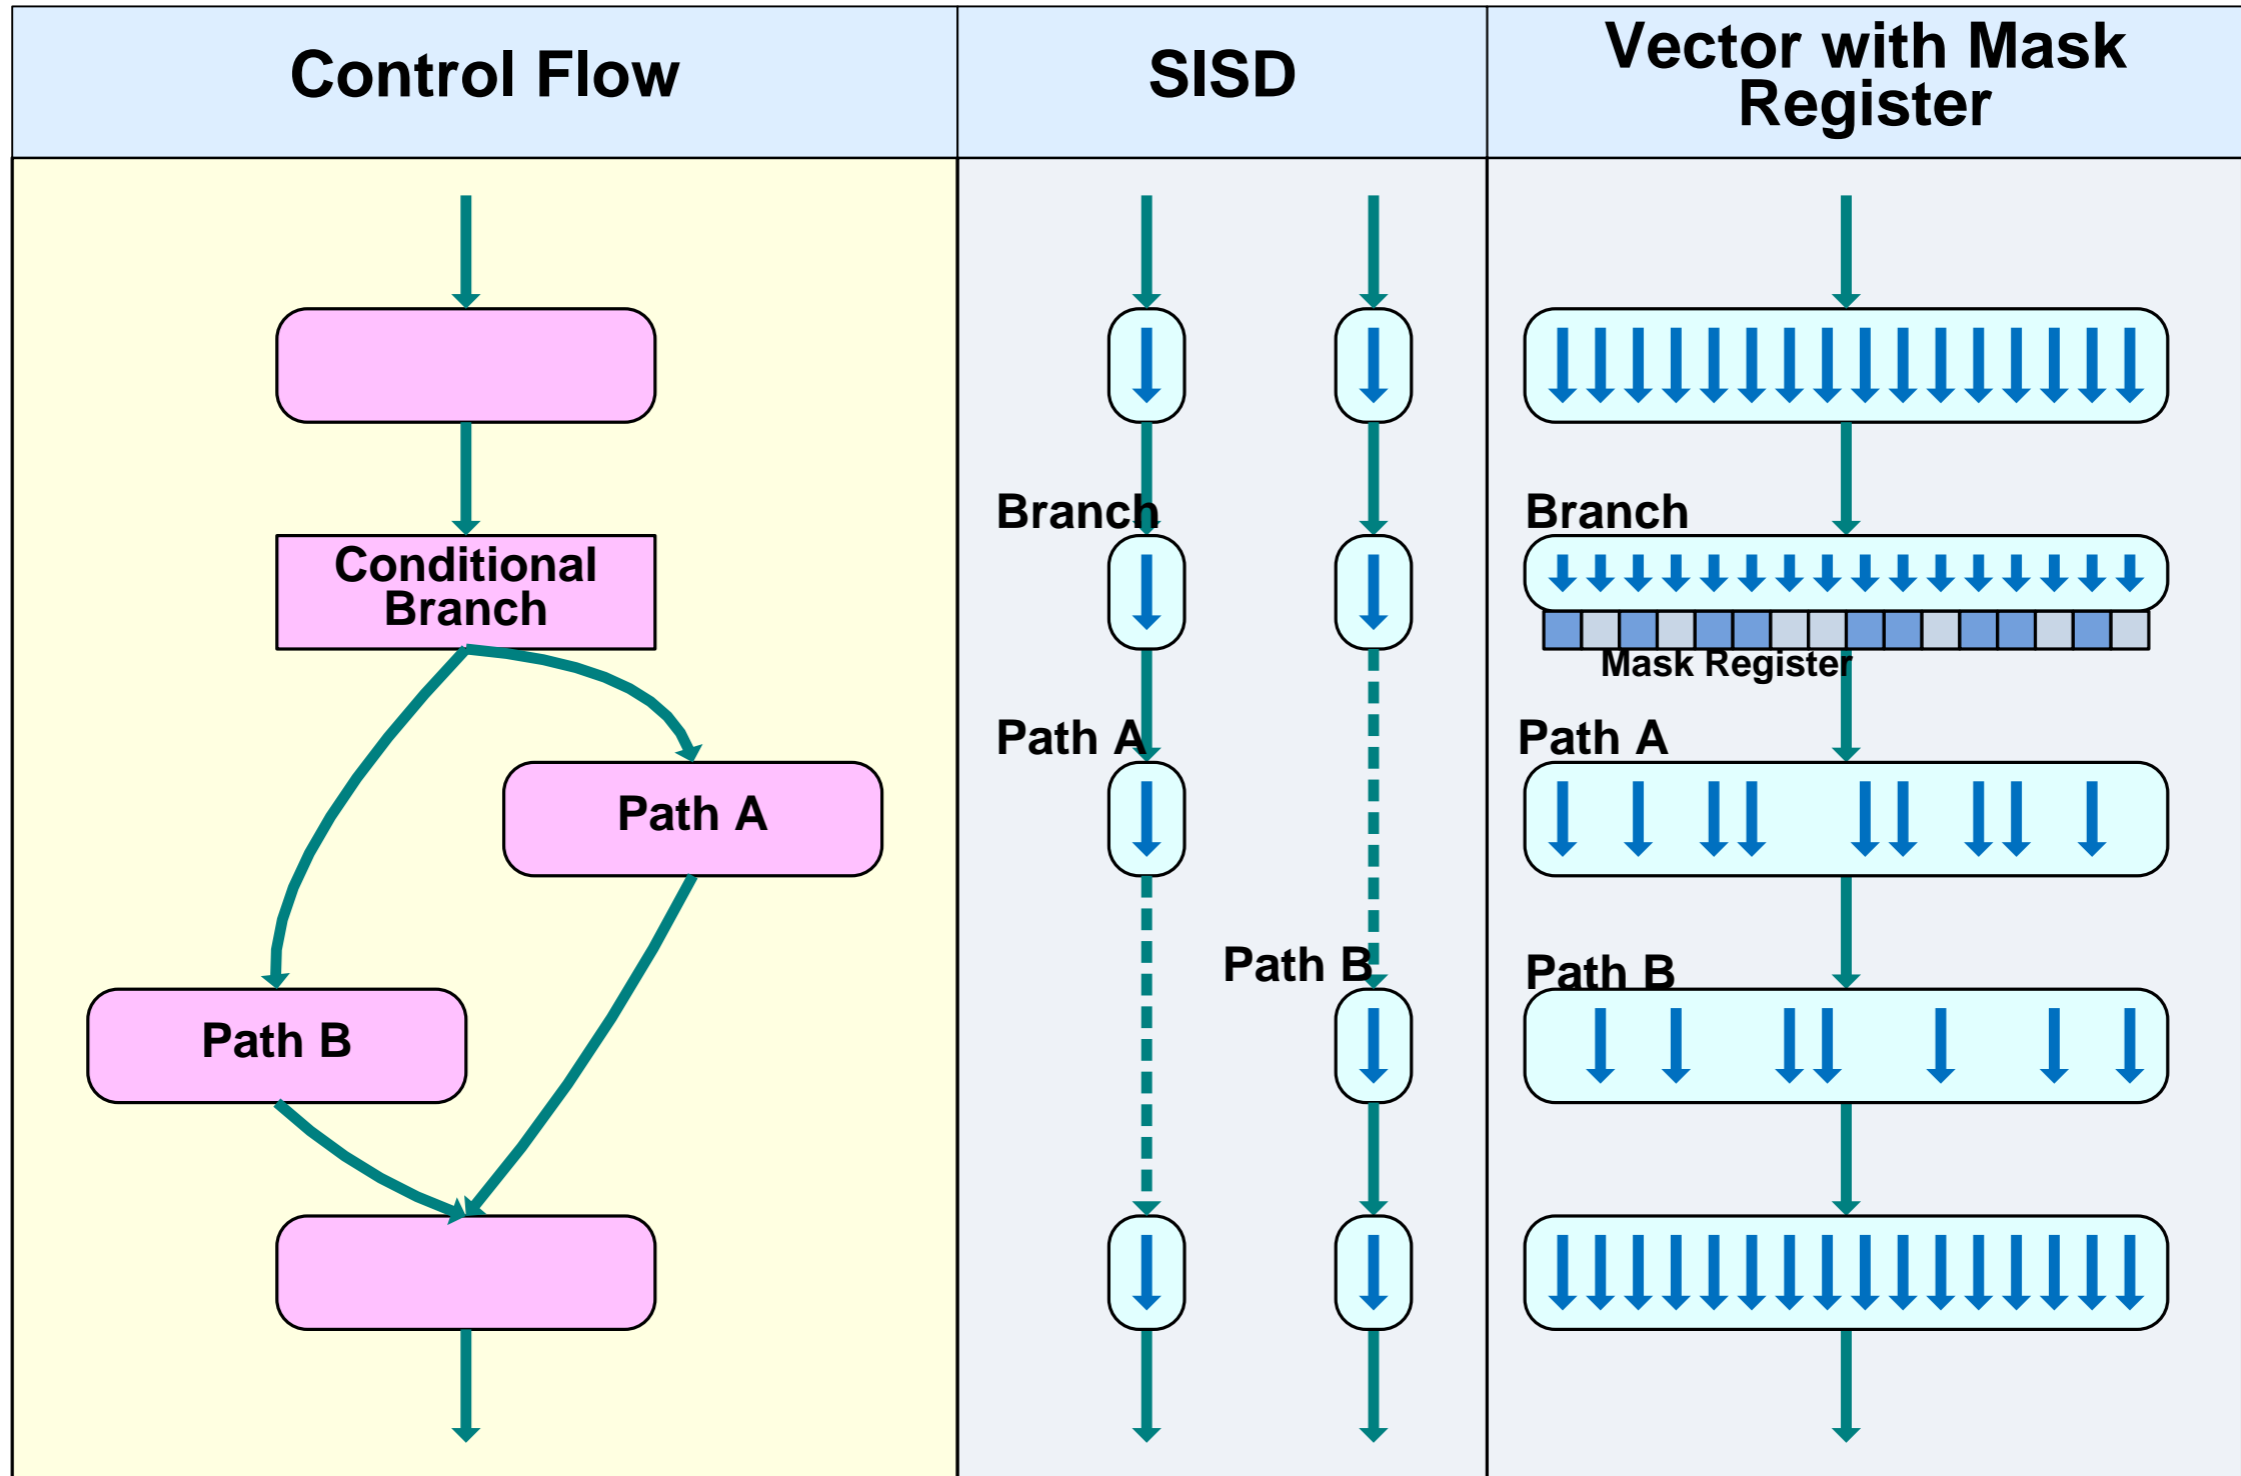 Control Flow
SISD
Vector with Mask
Register
Conditional
Branch
Path A
Path B
Branch
Path A
Path B
Branch
Mask Register
Path A
Path B